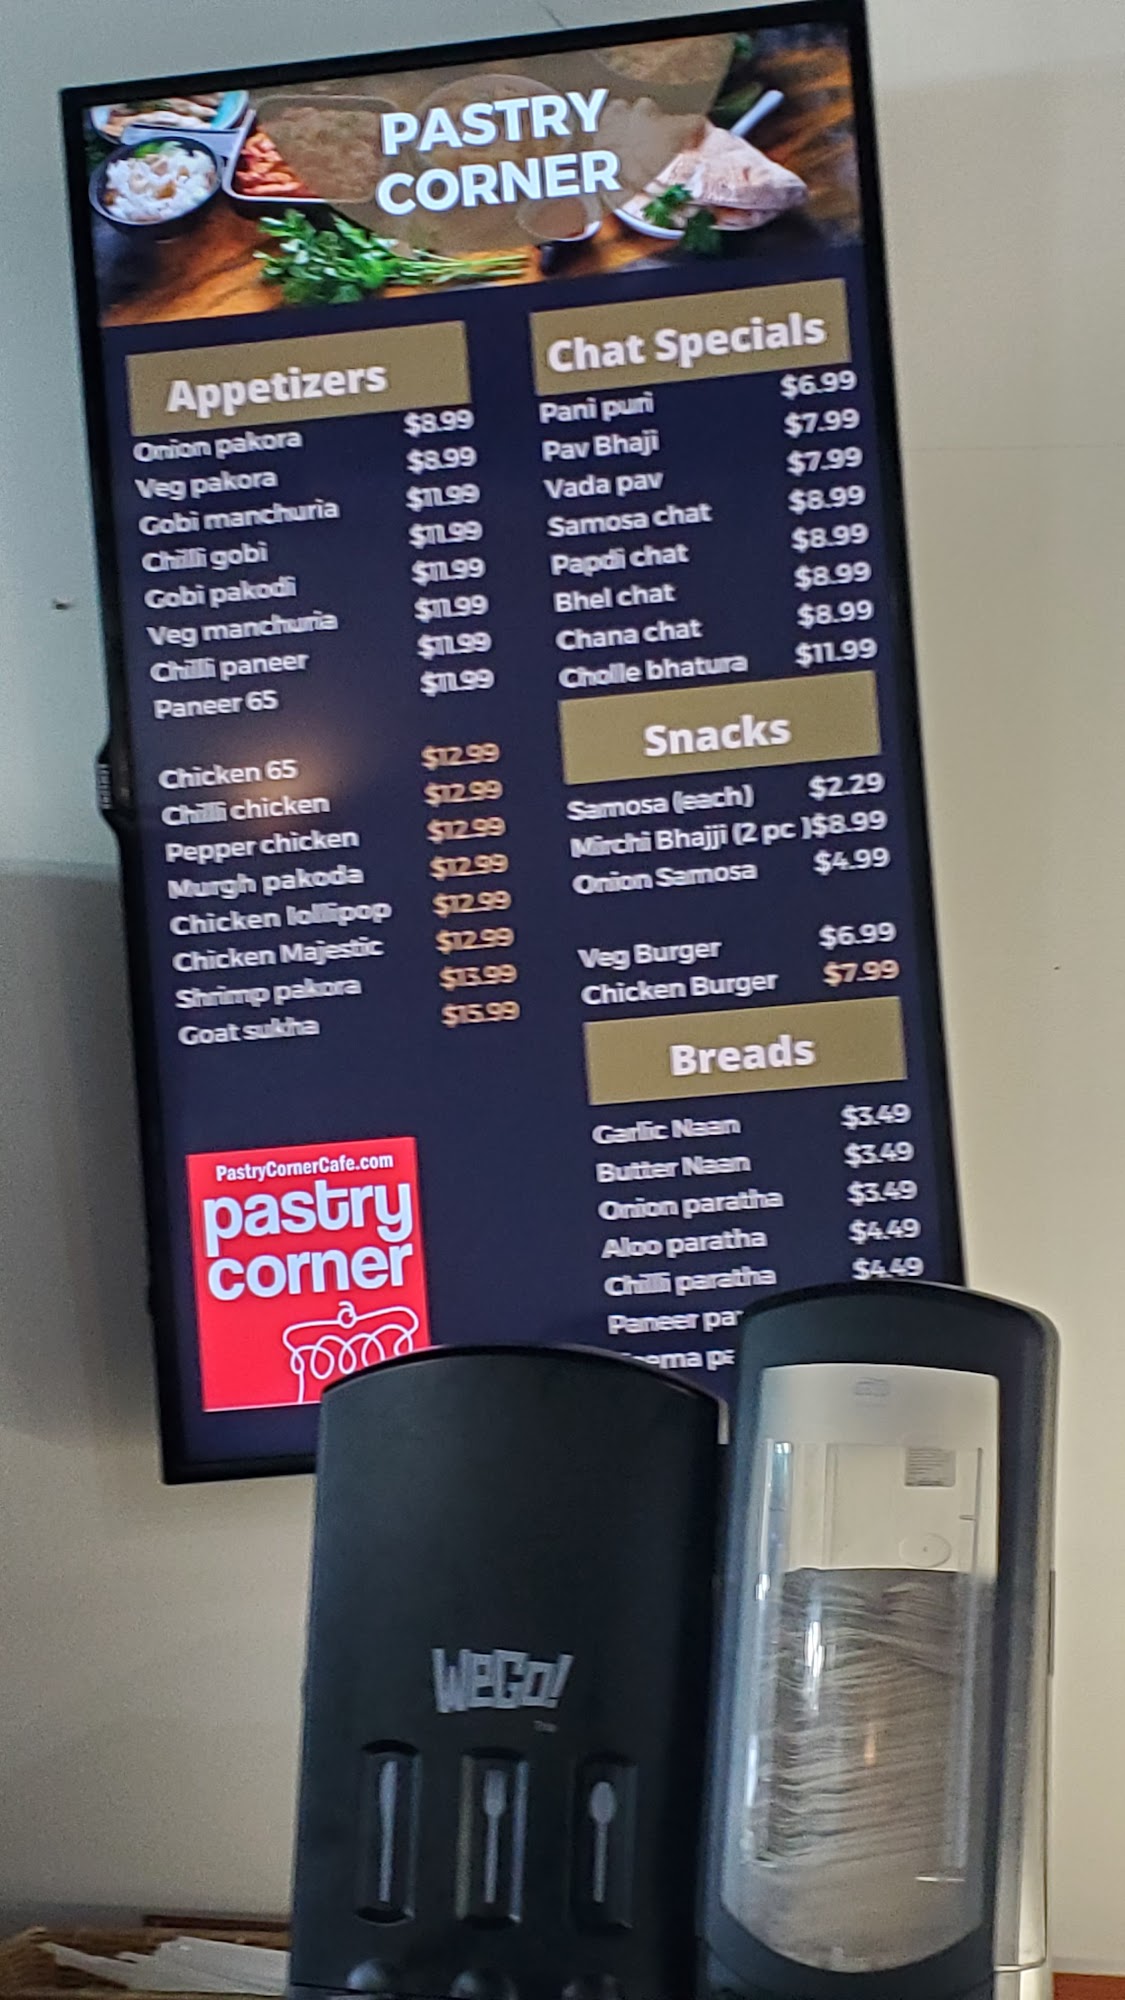 PASTRY
CORNER
Appetizers
Onion pakora $8.99
Veg pakora $8.99
Gobi manchuria $11.99
Chilli gobi $11.99
Gobi pakodi $11.99
Veg manchuria $11.99
Chilli paneer $11.99
Paneer 65 $11.99
Chicken 65 $12.99
Chilli chicken $12.99
Pepper chicken $12.99
Murgh pakoda $12.99
Chicken lollipop $12.99
Chicken Majestic $12.99
Shrimp pakora $13.99
Goat sukha $15.99
PastryCornerCafe.com
pastry
corner
Chat Specials
Pani puri $6.99
Pav Bhaji $7.99
Vada pav $7.99
Samosa chat $8.99
Papdi chat $8.99
Bhel chat $8.99
Chana chat $8.99
Cholle bhatura $11.99
Snacks
Samosa (each) $2.29
Mirchi Bhajji (2 pc )$8.99
Onion Samosa $4.99
Veg Burger $6.99
Chicken Burger $7.99
Breads
Garlic Naan $3.49
Butter Naan $3.49
Onion paratha $3.49
Aloo paratha $4.49
Chilli paratha $4.49
Paneer
WeGo!